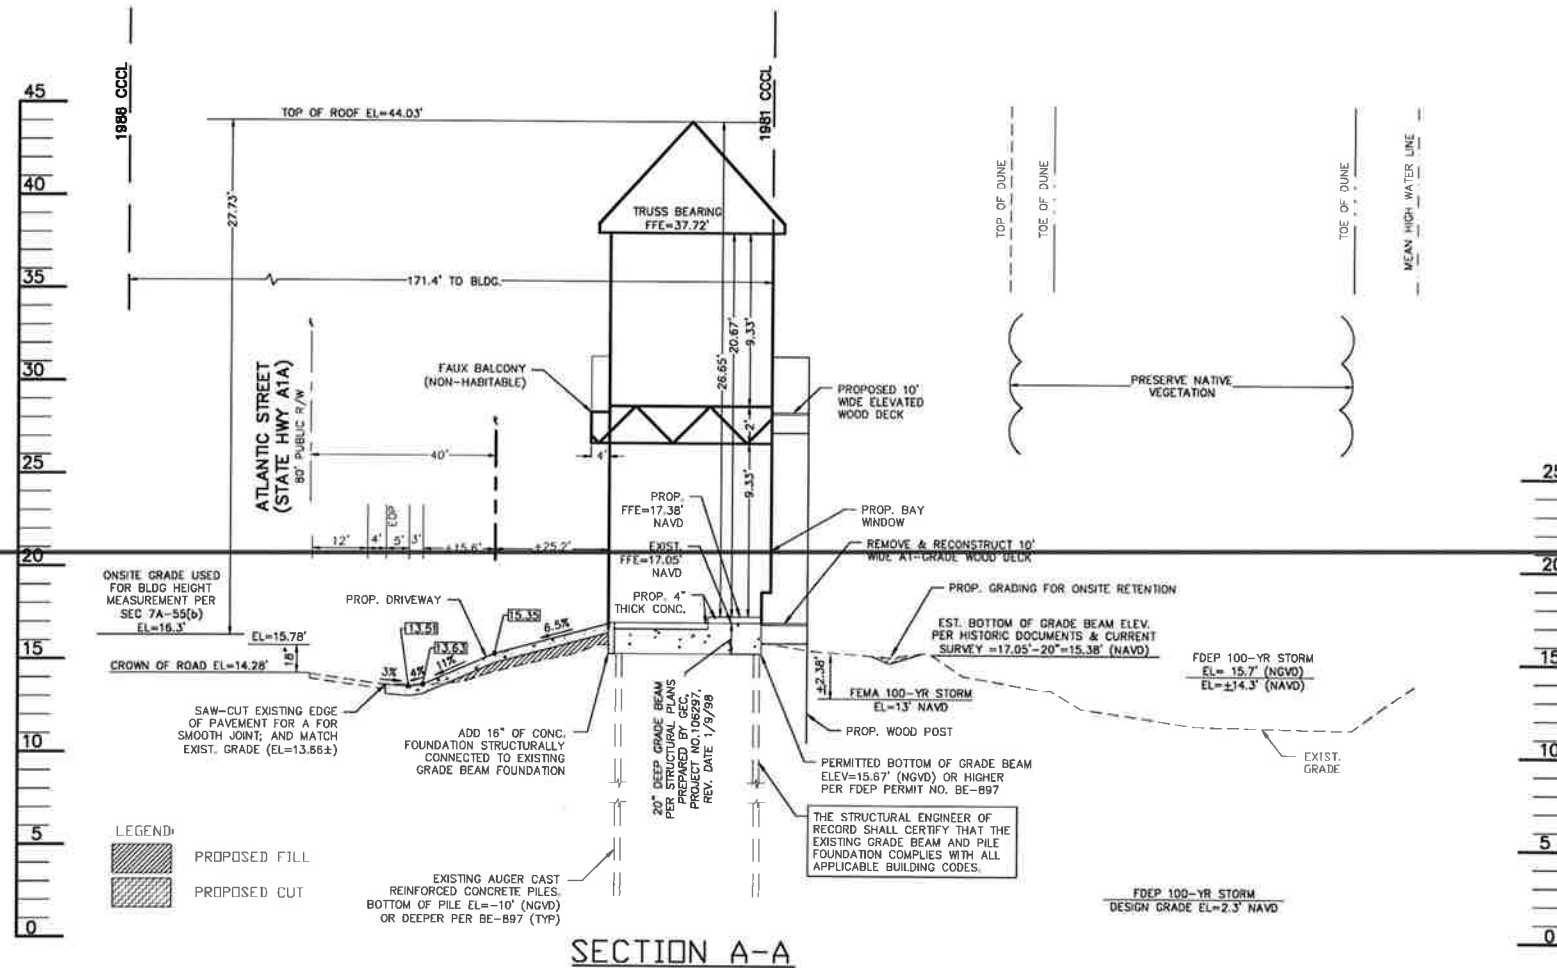 45
40
35
30
25
20
15
10
5
0
1986 CCCL
TOP OF ROOF EL=44.03'
27.73'
171.4' TO BLDG.
1981 CCCL
TRUSS BEARING
FFE=37.72'
26.65'
20.67'
9.33'
2'
9.33'
TOP OF DUNE
TOE OF DUNE
TOE OF DUNE
MEAN HIGH WATER LINE
PRESERVE NATIVE
VEGETATION
FAUX BALCONY
(NON-HABITABLE)
PROPOSED 10'
WIDE ELEVATED
WOOD DECK
ATLANTIC STREET
(STATE HWY A1A)
80' PUBLIC R/W
40'
4'
12'
4'
EOP
5'
3'
±15.6'
±25.2'
PROP.
FFE=17.38'
NAVD
EXIST.
FFE=17.05'
NAVD
PROP. 4"
THICK CONC.
PROP. BAY
WINDOW
REMOVE & RECONSTRUCT 10'
WIDE AT-GRADE WOOD DECK
PROP. GRADING FOR ONSITE RETENTION
ONSITE GRADE USED
FOR BLDG HEIGHT
MEASUREMENT PER
SEC 7A-55(b)
EL=16.3'
EL=15.78'
18"
CROWN OF ROAD EL=14.28'
PROP. DRIVEWAY
13.51
13.63
15.35
3%
4%
11%
6.5%
EST. BOTTOM OF GRADE BEAM ELEV.
PER HISTORIC DOCUMENTS & CURRENT
SURVEY =17.05'-20"=15.38' (NAVD)
±2.38'
FEMA 100-YR STORM
EL=13' NAVD
FDEP 100-YR STORM
EL= 15.7' (NGVD)
EL=±14.3' (NAVD)
SAW-CUT EXISTING EDGE
OF PAVEMENT FOR A FOR
SMOOTH JOINT; AND MATCH
EXIST. GRADE (EL=13.66±)
ADD 16" OF CONC.
FOUNDATION STRUCTURALLY
CONNECTED TO EXISTING
GRADE BEAM FOUNDATION
20" DEEP GRADE BEAM
PER STRUCTURAL PLANS
PREPARED BY GEC,
PROJECT NO.106297,
REV. DATE 1/9/98
PROP. WOOD POST
PERMITTED BOTTOM OF GRADE BEAM
ELEV=15.67' (NGVD) OR HIGHER
PER FDEP PERMIT NO. BE-897
EXIST.
GRADE
THE STRUCTURAL ENGINEER OF
RECORD SHALL CERTIFY THAT THE
EXISTING GRADE BEAM AND PILE
FOUNDATION COMPLIES WITH ALL
APPLICABLE BUILDING CODES.
LEGEND:
PROPOSED FILL
PROPOSED CUT
EXISTING AUGER CAST
REINFORCED CONCRETE PILES.
BOTTOM OF PILE EL=-10' (NGVD)
OR DEEPER PER BE-897 (TYP)
FDEP 100-YR STORM
DESIGN GRADE EL=2.3' NAVD
25
20
15
10
5
0
SECTION A-A